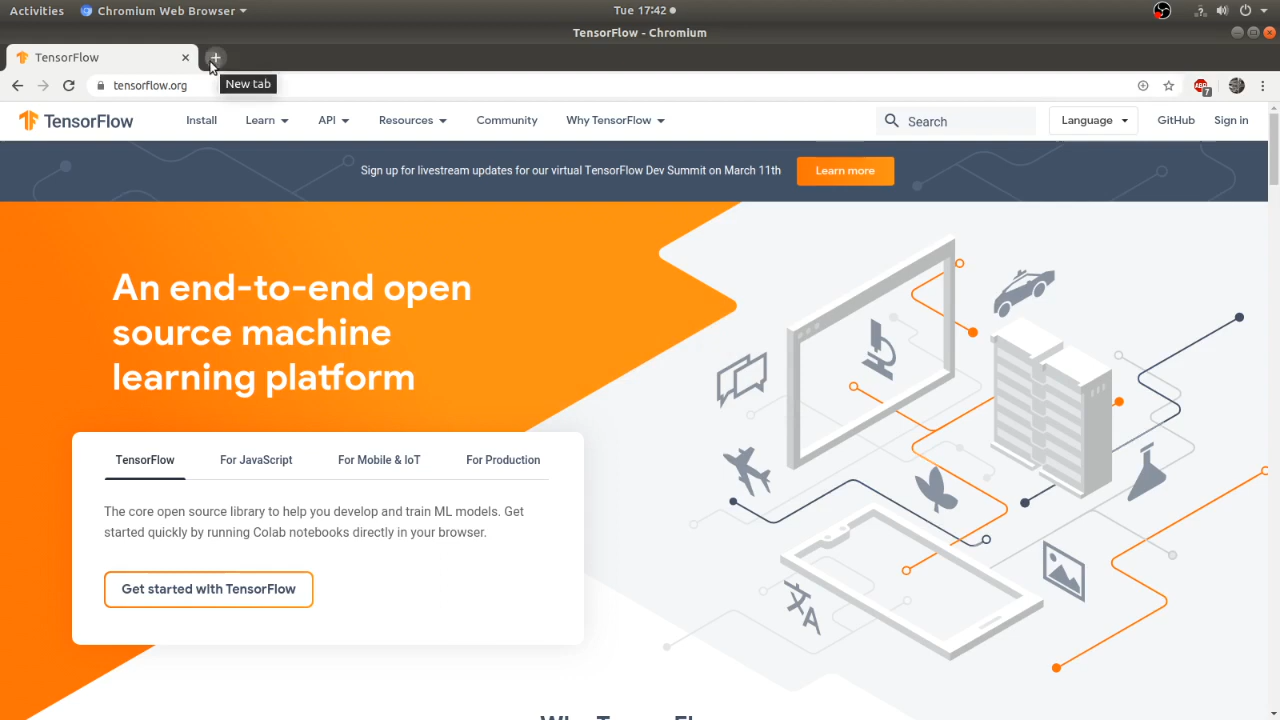 Activities
Chromium Web Browser
Tue 17:42
TensorFlow - Chromium
TensorFlow
New tab
tensorflow.org
ABP
7
TensorFlow
Install
Learn
API
Resources
Community
Why TensorFlow
Search
Language
GitHub
Sign in
Sign up for livestream updates for our virtual TensorFlow Dev Summit on March 11th
Learn more
An end-to-end open
source machine
learning platform
TensorFlow
For JavaScript
For Mobile & IoT
For Production
The core open source library to help you develop and train ML models. Get
started quickly by running Colab notebooks directly in your browser.
Get started with TensorFlow
文A